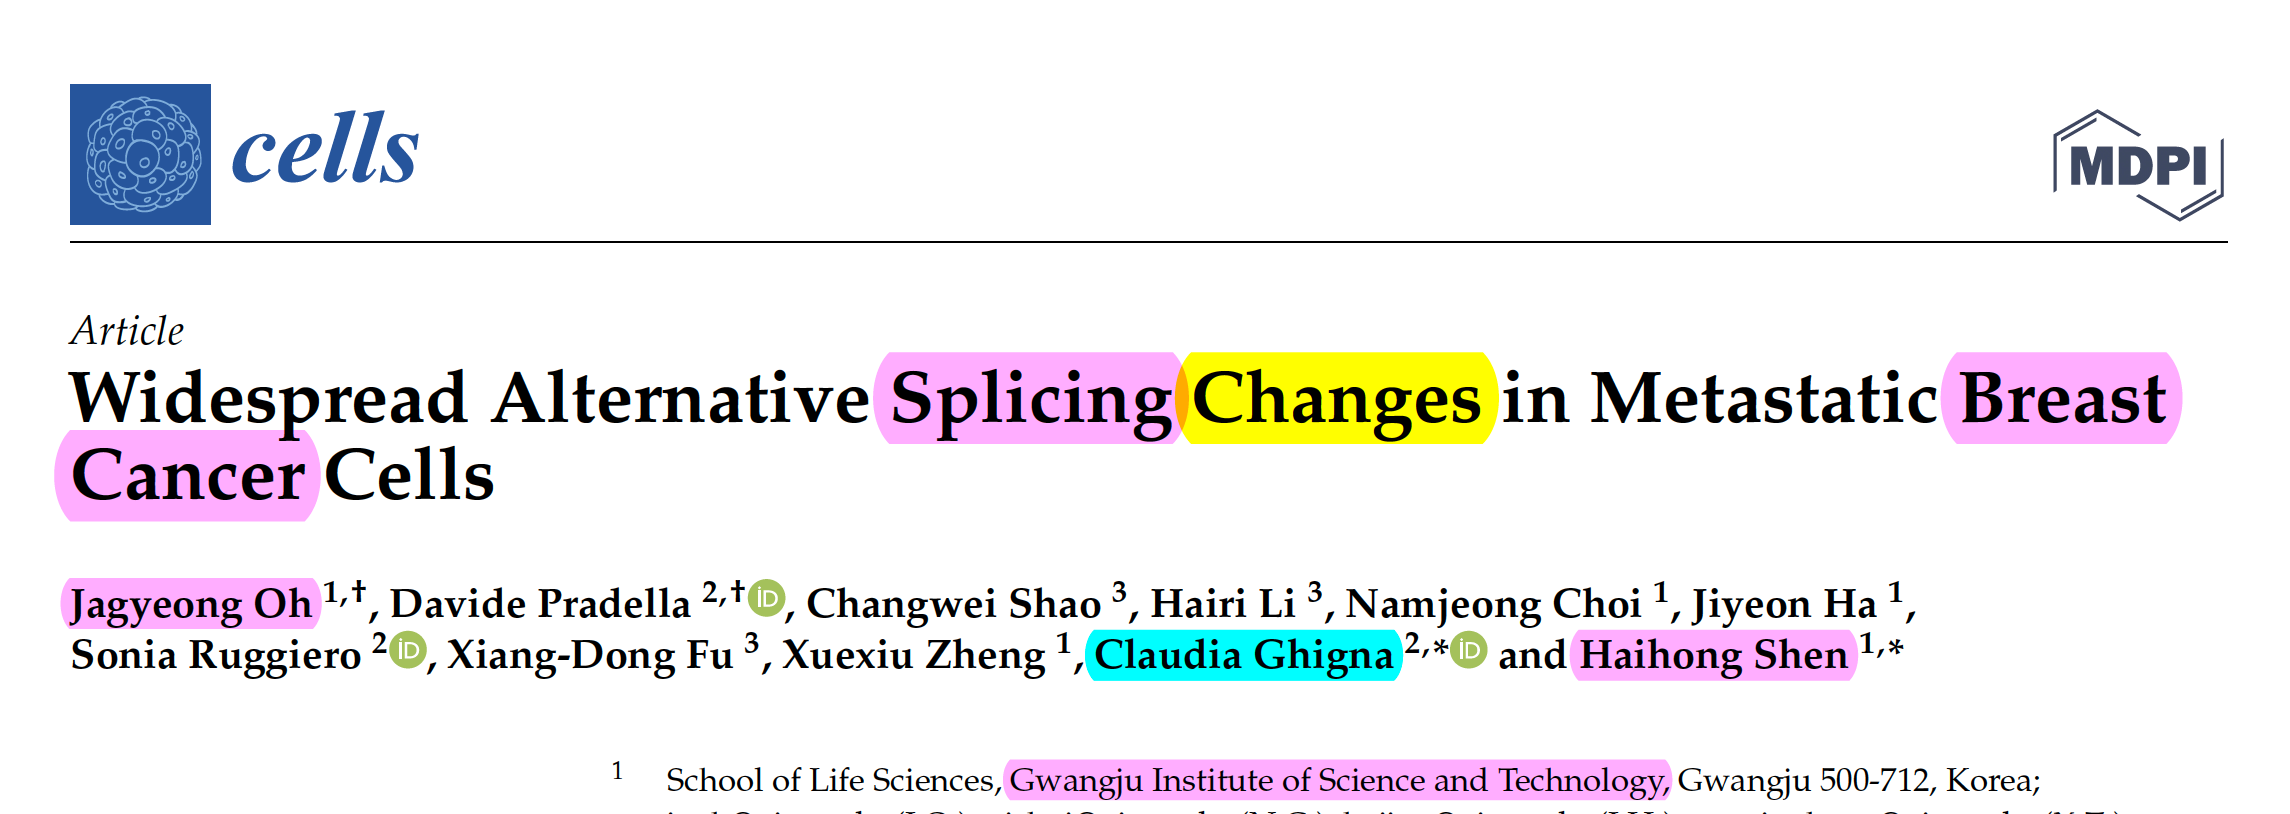 cells
MDPI
Article
Widespread Alternative Splicing Changes in Metastatic Breast
Cancer Cells
Jagyeong Oh 1,†, Davide Pradella 2,† iD, Changwei Shao 3, Hairi Li 3, Namjeong Choi 1, Jiyeon Ha 1,
Sonia Ruggiero 2 iD, Xiang-Dong Fu 3, Xuexiu Zheng 1, Claudia Ghigna 2,* iD and Haihong Shen 1,*
1 School of Life Sciences, Gwangju Institute of Science and Technology, Gwangju 500-712, Korea;